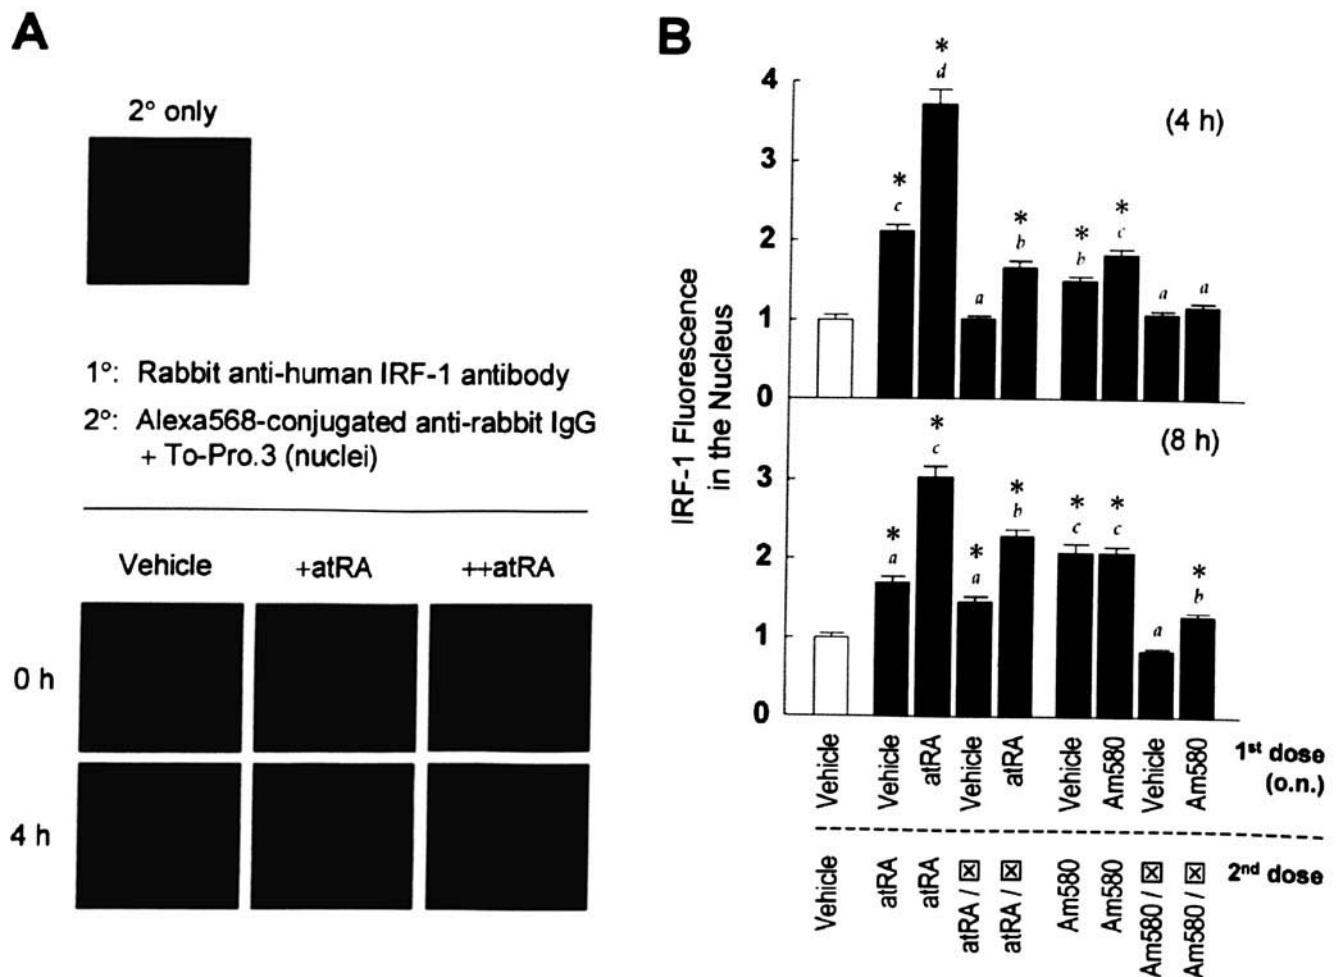 A
2° only
1°: Rabbit anti-human IRF-1 antibody
2°: Alexa568-conjugated anti-rabbit IgG
+ To-Pro.3 (nuclei)
Vehicle +atRA ++atRA
0 h
4 h
B
IRF-1 Fluorescence
in the Nucleus
(4 h)
4
3
2
1
0
* c
* d
a
* b
* b
* c
a
a
(8 h)
3
2
1
0
* a
* c
* a
* b
* c
* c
a
* b
Vehicle Vehicle atRA Vehicle atRA Vehicle Am580 Vehicle Am580
1st dose
(o.n.)
Vehicle atRA atRA atRA / ☒ atRA / ☒ Am580 Am580 Am580 / ☒ Am580 / ☒
2nd dose